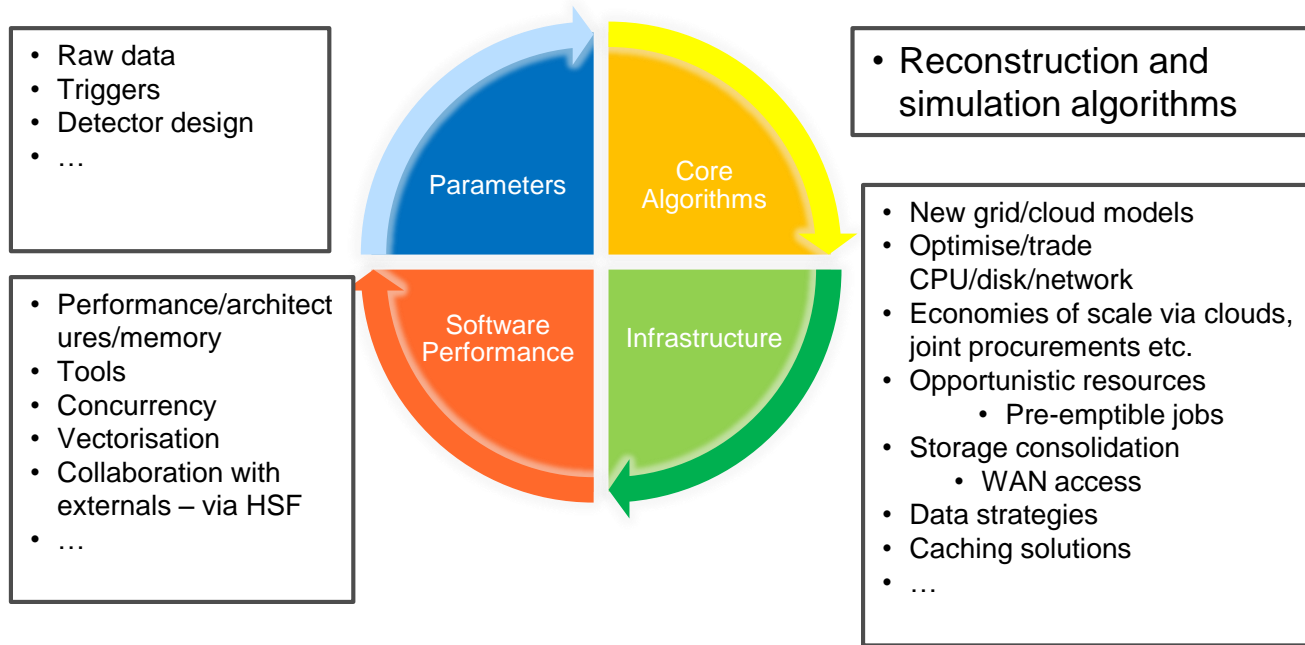 • Raw data
• Triggers
• Detector design
• …
Parameters
Core
Algorithms
• Reconstruction and
simulation algorithms
• Performance/architect
ures/memory
• Tools
• Concurrency
• Vectorisation
• Collaboration with
externals – via HSF
• …
Software
Performance
Infrastructure
• New grid/cloud models
• Optimise/trade
CPU/disk/network
• Economies of scale via clouds,
joint procurements etc.
• Opportunistic resources
• Pre-emptible jobs
• Storage consolidation
• WAN access
• Data strategies
• Caching solutions
• …